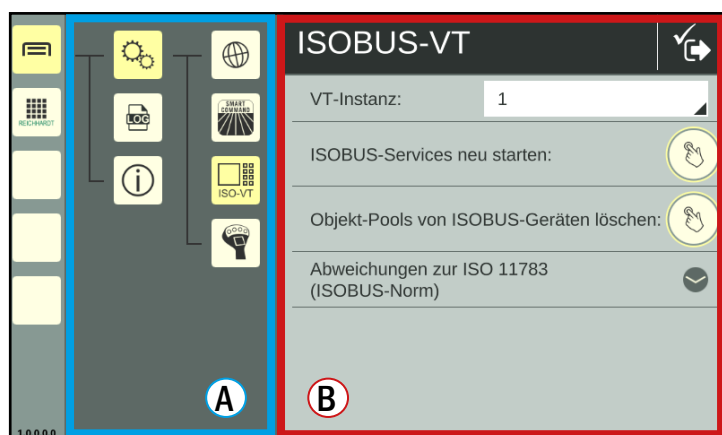 REICHHARDT
LOG
SMART
COMMAND
ISO-VT
A
ISOBUS-VT
VT-Instanz:
1
ISOBUS-Services neu starten:
Objekt-Pools von ISOBUS-Geräten löschen:
Abweichungen zur ISO 11783
(ISOBUS-Norm)
B
10000